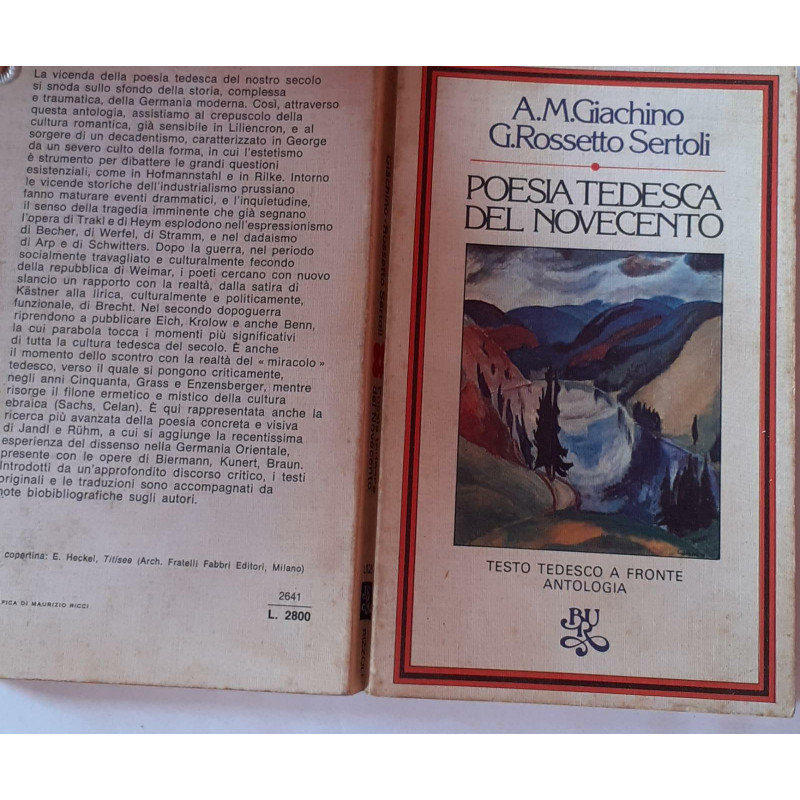 La vicenda della poesia tedesca del nostro secolo
si snoda sullo sfondo della storia, complessa
e traumatica, della Germania moderna. Così, attraverso
questa antologia, assistiamo al crepuscolo della
cultura romantica, già sensibile in Liliencron, e al
sorgere di un decadentismo, caratterizzato in George
da un severo culto della forma, in cui l'estetismo
è strumento per dibattere le grandi questioni
esistenziali, come in Hofmannstahl e in Rilke. Intorno
le vicende storiche dell'industrialismo prussiano
fanno maturare eventi drammatici, e l'inquietudine,
il senso della tragedia imminente che già segnano
l'opera di Trakl e di Heym esplodono nell'espressionismo
di Becher, di Werfel, di Stramm, e nel dadaismo
di Arp e di Schwitters. Dopo la guerra, nel periodo
socialmente travagliato e culturalmente fecondo
della repubblica di Weimar, i poeti cercano con nuovo
slancio un rapporto con la realtà, dalla satira di
Kästner alla lirica, culturalmente e politicamente,
funzionale, di Brecht. Nel secondo dopoguerra
riprendono a pubblicare Eich, Krolow e anche Benn,
la cui parabola tocca i momenti più significativi
di tutta la cultura tedesca del secolo. È anche
il momento dello scontro con la realtà del « miracolo »
tedesco, verso il quale si pongono criticamente,
negli anni Cinquanta, Grass e Enzensberger, mentre
risorge il filone ermetico e mistico della cultura
ebraica (Sachs, Celan). È qui rappresentata anche la
ricerca più avanzata della poesia concreta e visiva
di Jandl e Rühm, a cui si aggiunge la recentissima
esperienza del dissenso nella Germania Orientale,
presente con le opere di Biermann, Kunert, Braun.
Introdotti da un'approfondito discorso critico, i testi
originali e le traduzioni sono accompagnati da
note biobibliografiche sugli autori.
copertina: E. Heckel, Titisee (Arch. Fratelli Fabbri Editori, Milano)
FICA DI MAURIZIO RICCI
2641
L. 2800
Giachino - Rossetto Sertoli
del Novecento
A.M.Giachino
G.Rossetto Sertoli
POESIA TEDESCA
DEL NOVECENTO
TESTO TEDESCO A FRONTE
ANTOLOGIA
BUR